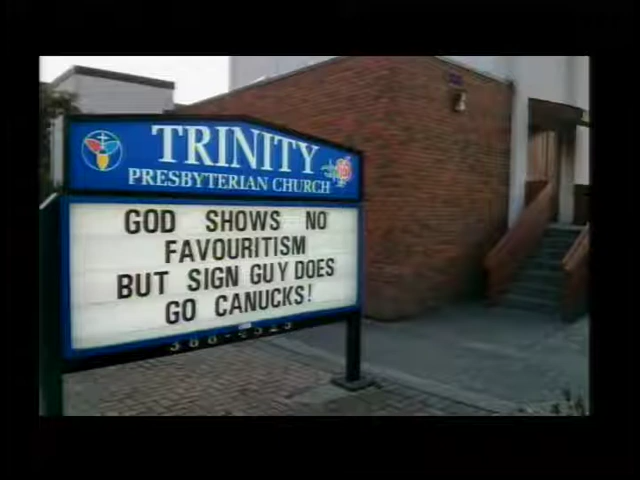 TRINITY
PRESBYTERIAN CHURCH
GOD SHOWS NO
FAVOURITISM
BUT SIGN GUY DOES
GO CANUCKS!